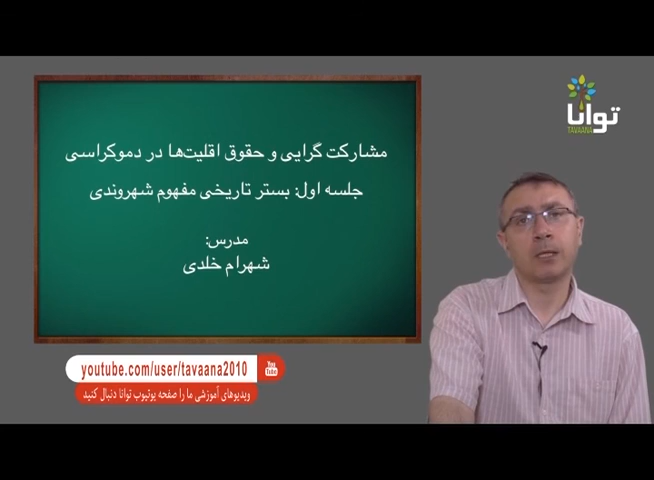 توانا
TAVAANA
مشارکت گرایی و حقوق اقلیت‌ها در دموکراسی
جلسه اول: بستر تاریخی مفهوم شهروندی
مدرس:
شهرام خلدی
youtube.com/user/tavaana2010
You Tube
ویدیوهای آموزشی ما را صفحه یوتیوب توانا دنبال کنید